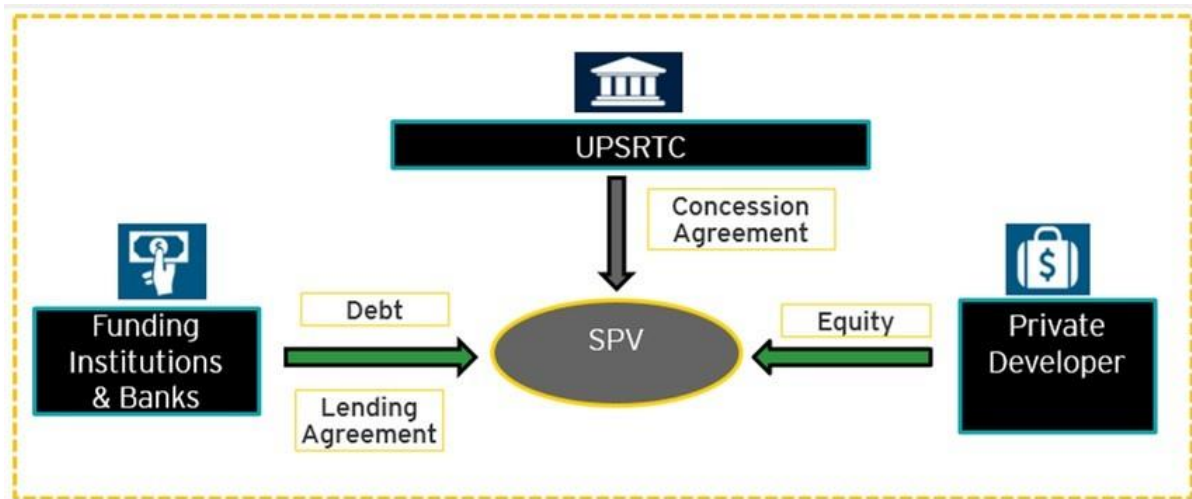 UPSRTC
Concession
Agreement
Funding
Institutions
& Banks
Debt
Lending
Agreement
SPV
Equity
Private
Developer
$